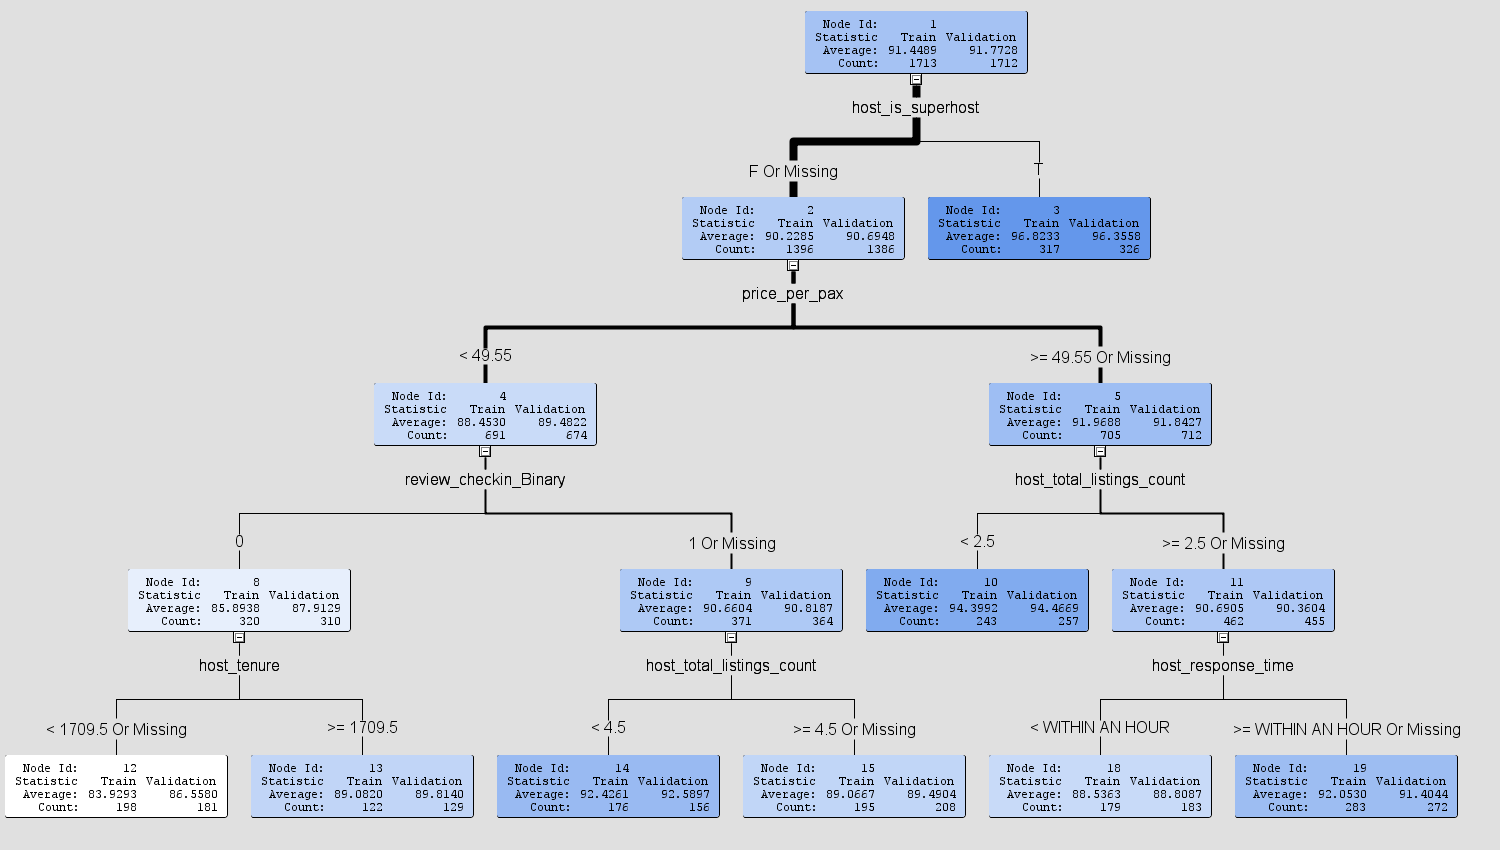 Node Id: 1
Statistic Train Validation
Average: 91.4489 91.7728
Count: 1713 1712
host_is_superhost
F Or Missing
T
Node Id: 2
Statistic Train Validation
Average: 90.2285 90.6948
Count: 1396 1386
Node Id: 3
Statistic Train Validation
Average: 96.8233 96.3558
Count: 317 326
price_per_pax
< 49.55
>= 49.55 Or Missing
Node Id: 4
Statistic Train Validation
Average: 88.4530 89.4822
Count: 691 674
Node Id: 5
Statistic Train Validation
Average: 91.9688 91.8427
Count: 705 712
review_checkin_Binary
host_total_listings_count
0
1 Or Missing
< 2.5
>= 2.5 Or Missing
Node Id: 8
Statistic Train Validation
Average: 85.8938 87.9129
Count: 320 310
Node Id: 9
Statistic Train Validation
Average: 90.6604 90.8187
Count: 371 364
Node Id: 10
Statistic Train Validation
Average: 94.3992 94.4669
Count: 243 257
Node Id: 11
Statistic Train Validation
Average: 90.6905 90.3604
Count: 462 455
host_tenure
host_total_listings_count
host_response_time
< 1709.5 Or Missing
>= 1709.5
< 4.5
>= 4.5 Or Missing
< WITHIN AN HOUR
>= WITHIN AN HOUR Or Missing
Node Id: 12
Statistic Train Validation
Average: 83.9293 86.5580
Count: 198 181
Node Id: 13
Statistic Train Validation
Average: 89.0820 89.8140
Count: 122 129
Node Id: 14
Statistic Train Validation
Average: 92.4261 92.5897
Count: 176 156
Node Id: 15
Statistic Train Validation
Average: 89.0667 89.4904
Count: 195 208
Node Id: 18
Statistic Train Validation
Average: 88.5363 88.8087
Count: 179 183
Node Id: 19
Statistic Train Validation
Average: 92.0530 91.4044
Count: 283 272